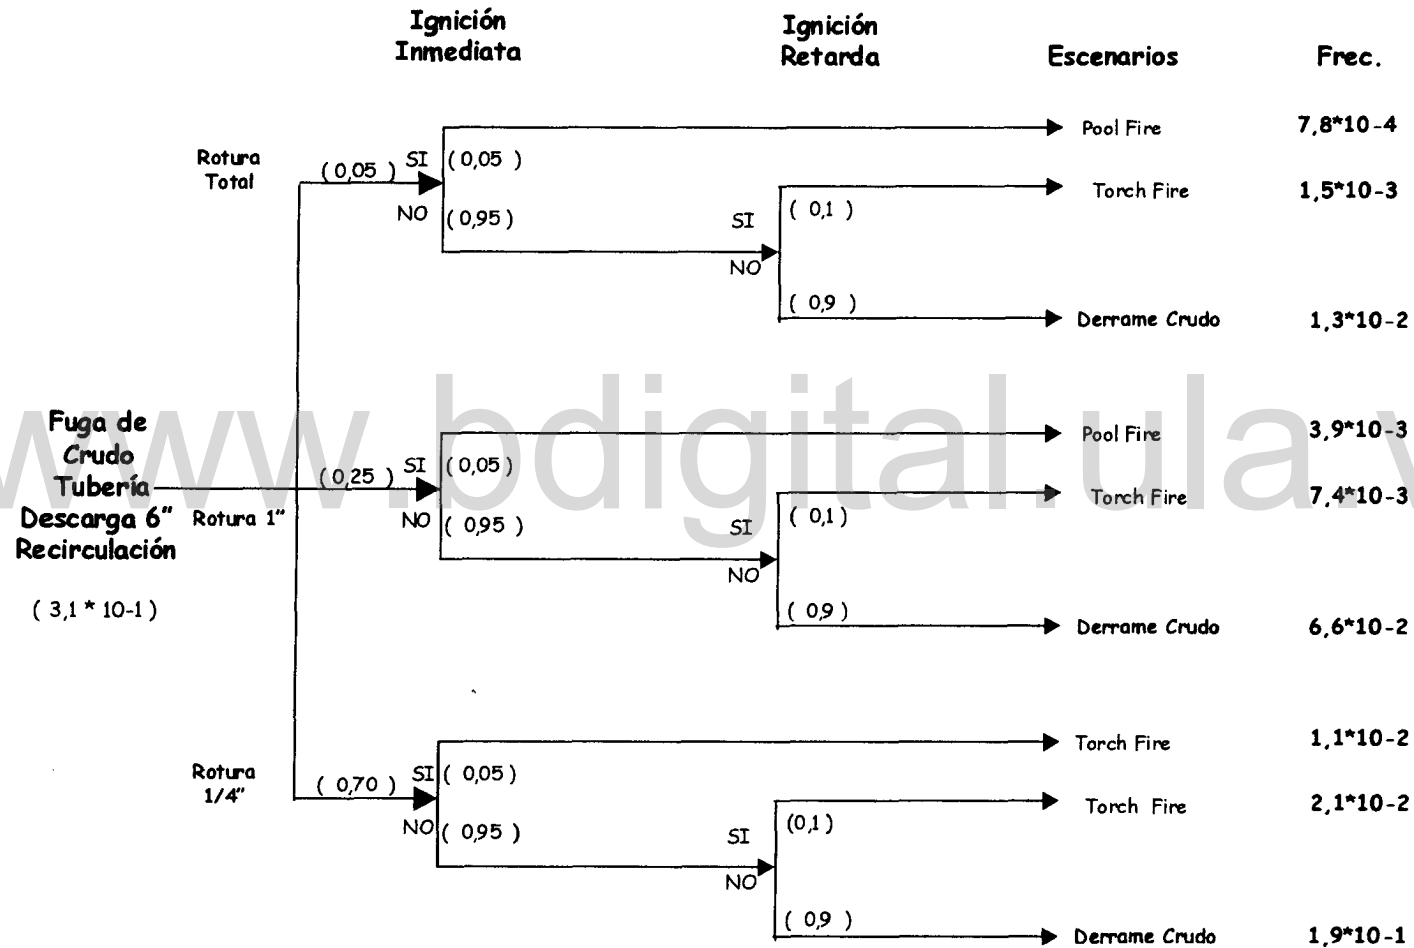 Ignición
Inmediata
Ignición
Retarda
Escenarios
Frec.
Pool Fire
7,8*10-4
Rotura
Total
( 0,05 )
SI
( 0,05 )
NO
( 0,95 )
Torch Fire
1,5*10-3
SI
( 0,1 )
NO
( 0,9 )
Derrame Crudo
1,3*10-2
www.bdigital.ula.v
Fuga de
Crudo
Tubería
Descarga 6"
Recirculación
( 3,1 * 10-1 )
Rotura 1"
( 0,25 )
SI
( 0,05 )
NO
( 0,95 )
Pool Fire
3,9*10-3
Torch Fire
7,4*10-3
SI
( 0,1 )
NO
( 0,9 )
Derrame Crudo
6,6*10-2
Rotura
1/4"
( 0,70 )
SI
( 0,05 )
NO
( 0,95 )
Torch Fire
1,1*10-2
Torch Fire
2,1*10-2
SI
(0,1 )
NO
( 0,9 )
Derrame Crudo
1,9*10-1